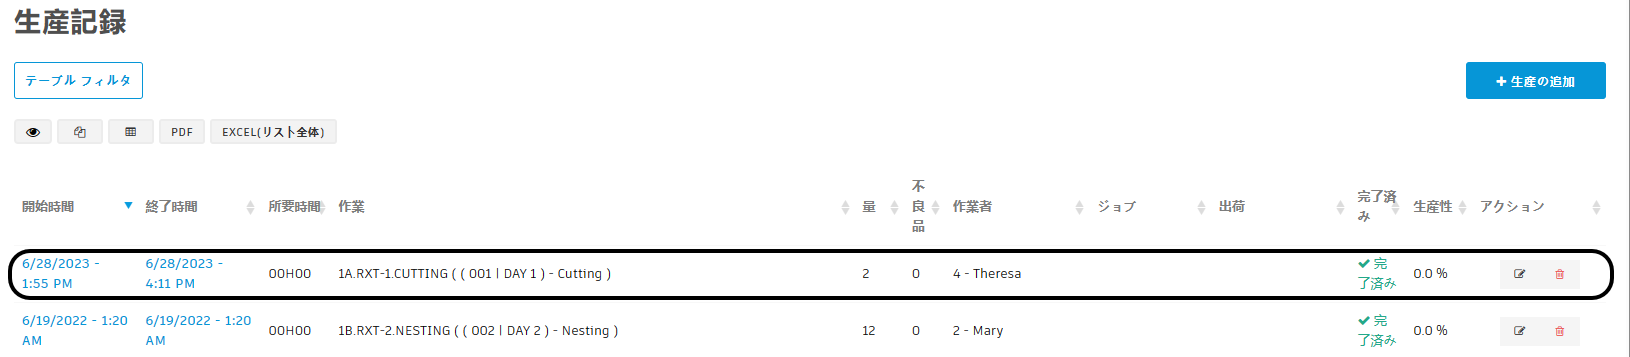 生産記録
テーブル フィルタ
生産の追加
PDF EXCEL(リスト全体)
開始時間 終了時間 所要時間 作業 量 不良品 作業者 ジョブ 出荷 完了済み 生産性 アクション
6/28/2023 - 1:55 PM 6/28/2023 - 4:11 PM 00H00 1A.RXT-1.CUTTING ( ( 001 | DAY 1 ) - Cutting ) 2 0 4 - Theresa 完了済み 0.0 %
6/19/2022 - 1:20 AM 6/19/2022 - 1:20 AM 00H00 1B.RXT-2.NESTING ( ( 002 | DAY 2 ) - Nesting ) 12 0 2 - Mary 完了済み 0.0 %